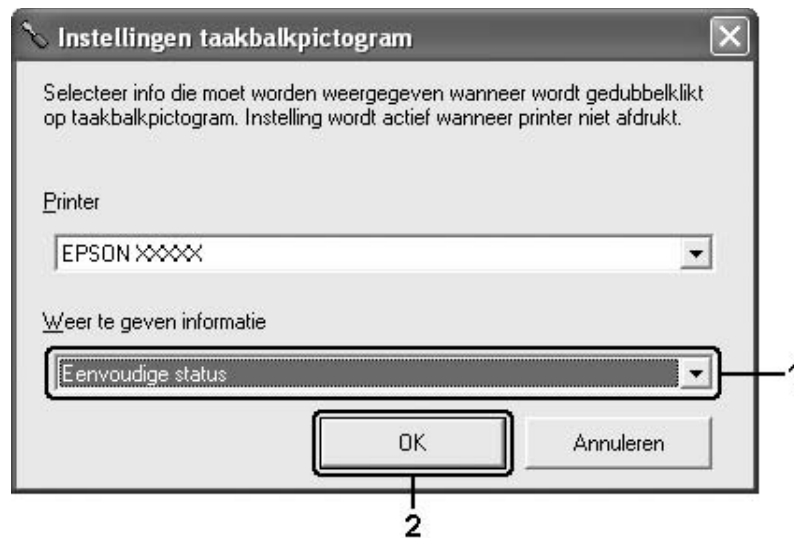 Instellingen taakbalkpictogram
Selecteer info die moet worden weergegeven wanneer wordt gedubbelklikt
op taakbalkpictogram. Instelling wordt actief wanneer printer niet afdrukt.
Printer
EPSON XXXXX
Weer te geven informatie
Eenvoudige status
1
OK
Annuleren
2